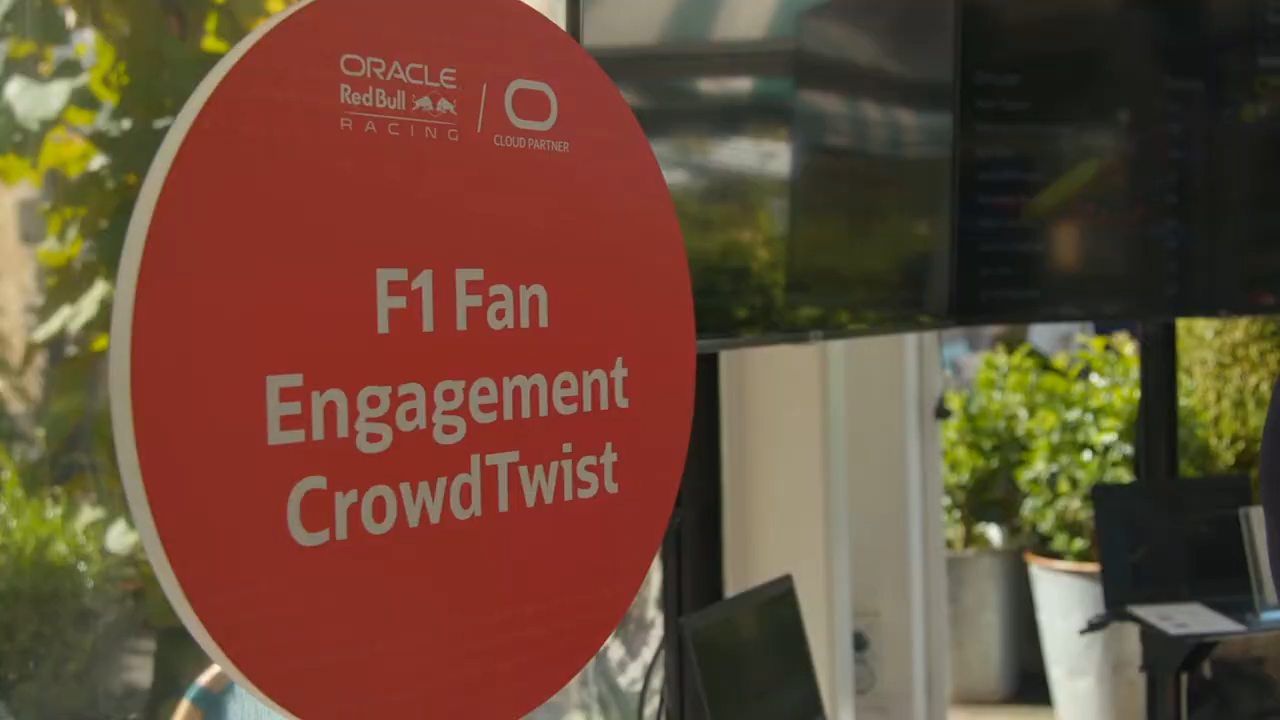 ORACLE
Red Bull
RACING
CLOUD PARTNER
F1 Fan
Engagement
CrowdTwist